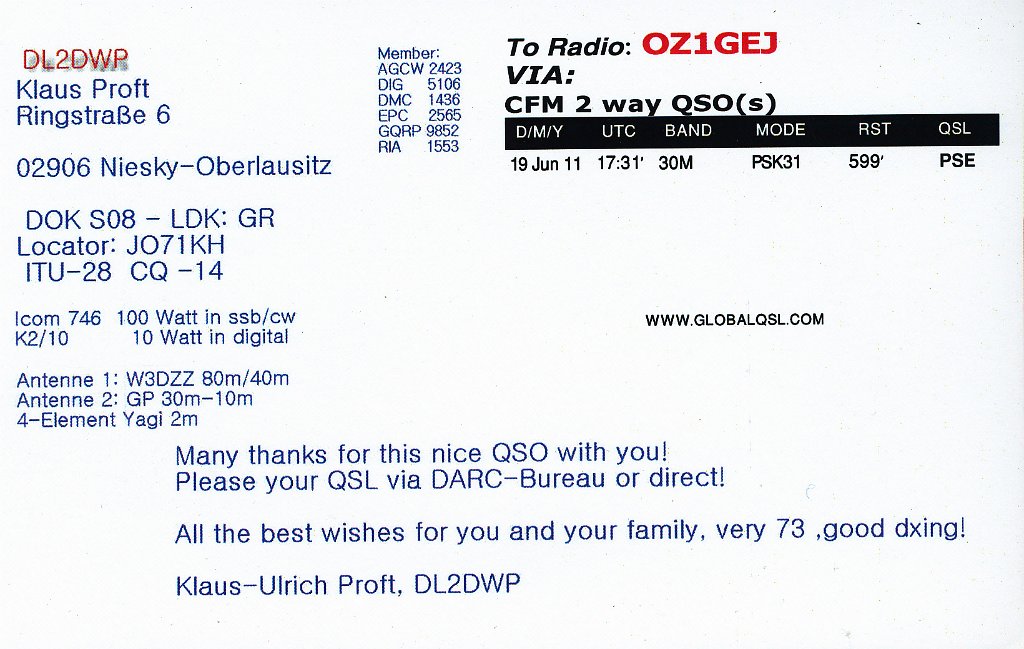 DL2DWP
Klaus Proft
Ringstraße 6
02906 Niesky-Oberlausitz
DOK S08 - LDK: GR
Locator: JO71KH
ITU-28 CQ -14
Icom 746 100 Watt in ssb/cw
K2/10 10 Watt in digital
Antenne 1: W3DZZ 80m/40m
Antenne 2: GP 30m-10m
4-Element Yagi 2m
Member:
AGCW 2423
DIG 5106
DMC 1436
EPC 2565
GQRP 9852
RIA 1553
To Radio: OZ1GEJ
VIA:
CFM 2 way QSO(s)
D/M/Y UTC BAND MODE RST QSL
19 Jun 11 17:31' 30M PSK31 599' PSE
WWW.GLOBALQSL.COM
Many thanks for this nice QSO with you!
Please your QSL via DARC-Bureau or direct!
All the best wishes for you and your family, very 73 ,good dxing!
Klaus-Ulrich Proft, DL2DWP